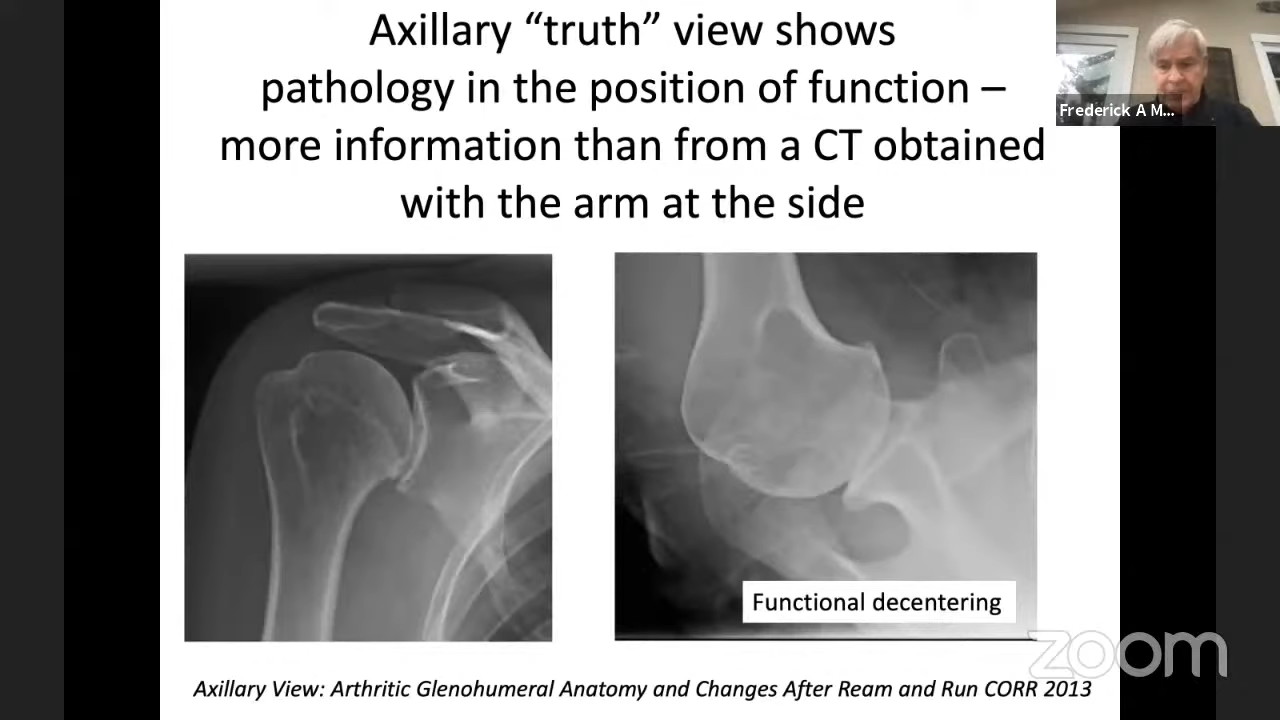 Axillary “truth” view shows
pathology in the position of function –
more information than from a CT obtained
with the arm at the side
Frederick A M...
Functional decentering
zoom
Axillary View: Arthritic Glenohumeral Anatomy and Changes After Ream and Run CORR 2013